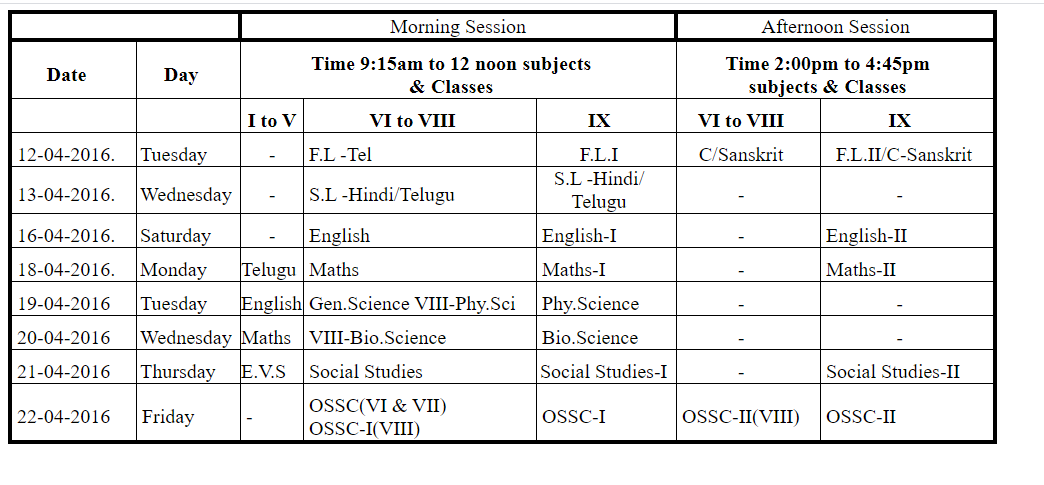 Morning Session Afternoon Session
Date Day Time 9:15am to 12 noon subjects & Classes Time 2:00pm to 4:45pm subjects & Classes
I to V VI to VIII IX VI to VIII IX
12-04-2016. Tuesday - F.L -Tel F.L.I C/Sanskrit F.L.II/C-Sanskrit
13-04-2016. Wednesday - S.L -Hindi/Telugu S.L -Hindi/ Telugu - -
16-04-2016. Saturday - English English-I - English-II
18-04-2016. Monday Telugu Maths Maths-I - Maths-II
19-04-2016 Tuesday English Gen.Science VIII-Phy.Sci Phy.Science - -
20-04-2016 Wednesday Maths VIII-Bio.Science Bio.Science - -
21-04-2016 Thursday E.V.S Social Studies Social Studies-I - Social Studies-II
22-04-2016 Friday - OSSC(VI & VII) OSSC-I(VIII) OSSC-I OSSC-II(VIII) OSSC-II